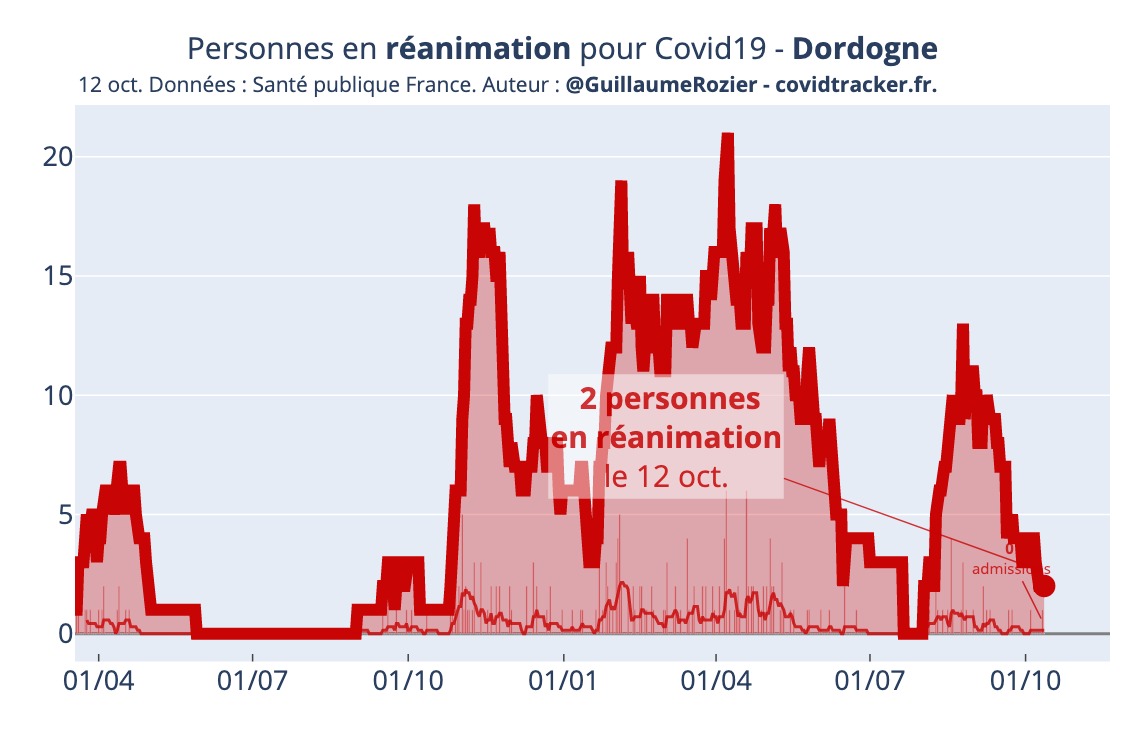 Personnes en réanimation pour Covid19 - Dordogne
12 oct. Données : Santé publique France. Auteur : @GuillaumeRozier - covidtracker.fr.
20
15
10
5
0
2 personnes
en réanimation
le 12 oct.
0
admissions
01/04
01/07
01/10
01/01
01/04
01/07
01/10